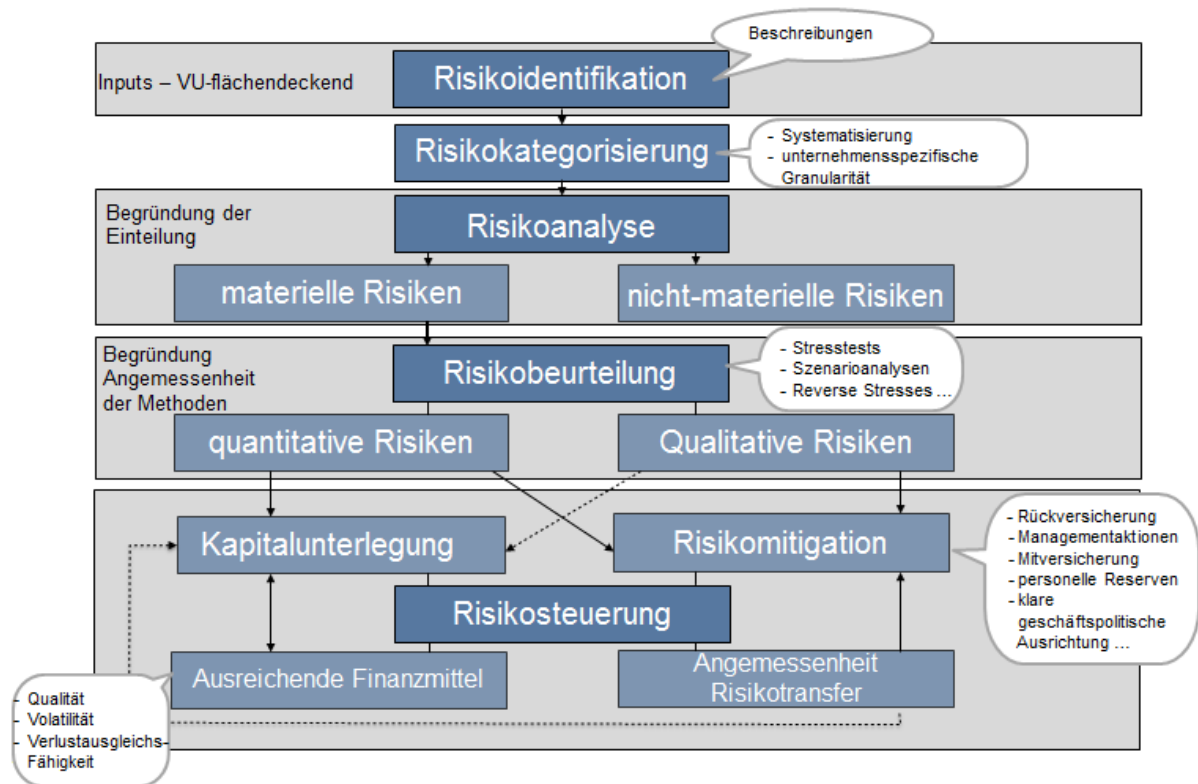 Beschreibungen
Inputs – VU-flächendeckend
Risikoidentifikation
Risikokategorisierung
- Systematisierung
- unternehmensspezifische
Granularität
Begründung der
Einteilung
Risikoanalyse
materielle Risiken
nicht-materielle Risiken
Begründung
Angemessenheit
der Methoden
Risikobeurteilung
- Stresstests
- Szenarioanalysen
- Reverse Stresses ...
quantitative Risiken
Qualitative Risiken
Kapitalunterlegung
Risikomitigation
- Rückversicherung
- Managementaktionen
- Mitversicherung
- personelle Reserven
- klare
geschäftspolitische
Ausrichtung ...
Risikosteuerung
Ausreichende Finanzmittel
Angemessenheit
Risikotransfer
- Qualität
- Volatilität
- Verlustausgleichs-
Fähigkeit